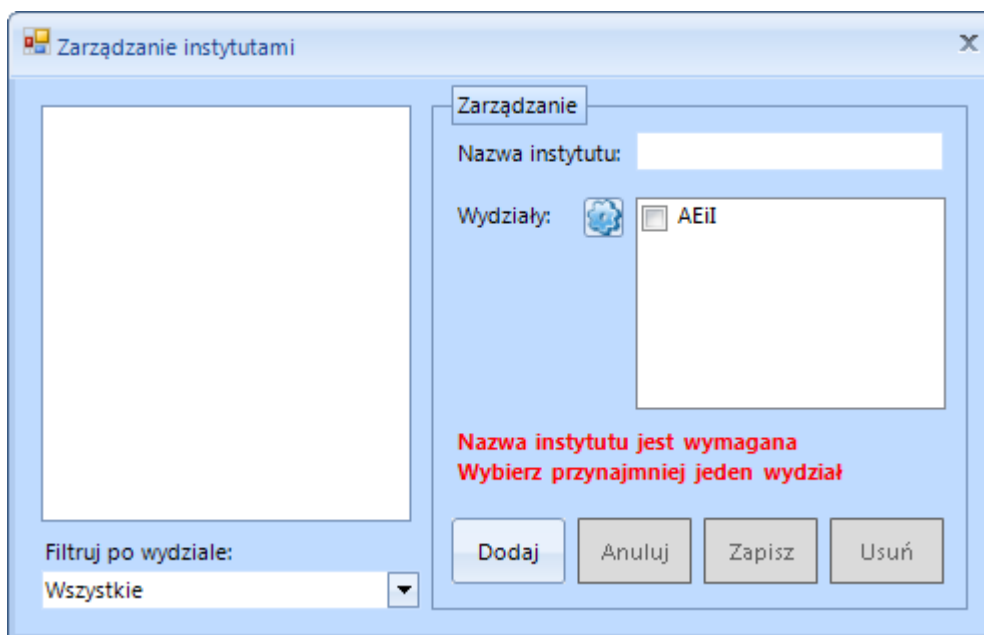 Zarządzanie instytutami
Zarządzanie
Nazwa instytutu:
Wydziały:
AEiI
Nazwa instytutu jest wymagana
Wybierz przynajmniej jeden wydział
Dodaj
Anuluj
Zapisz
Usuń
Filtruj po wydziale:
Wszystkie